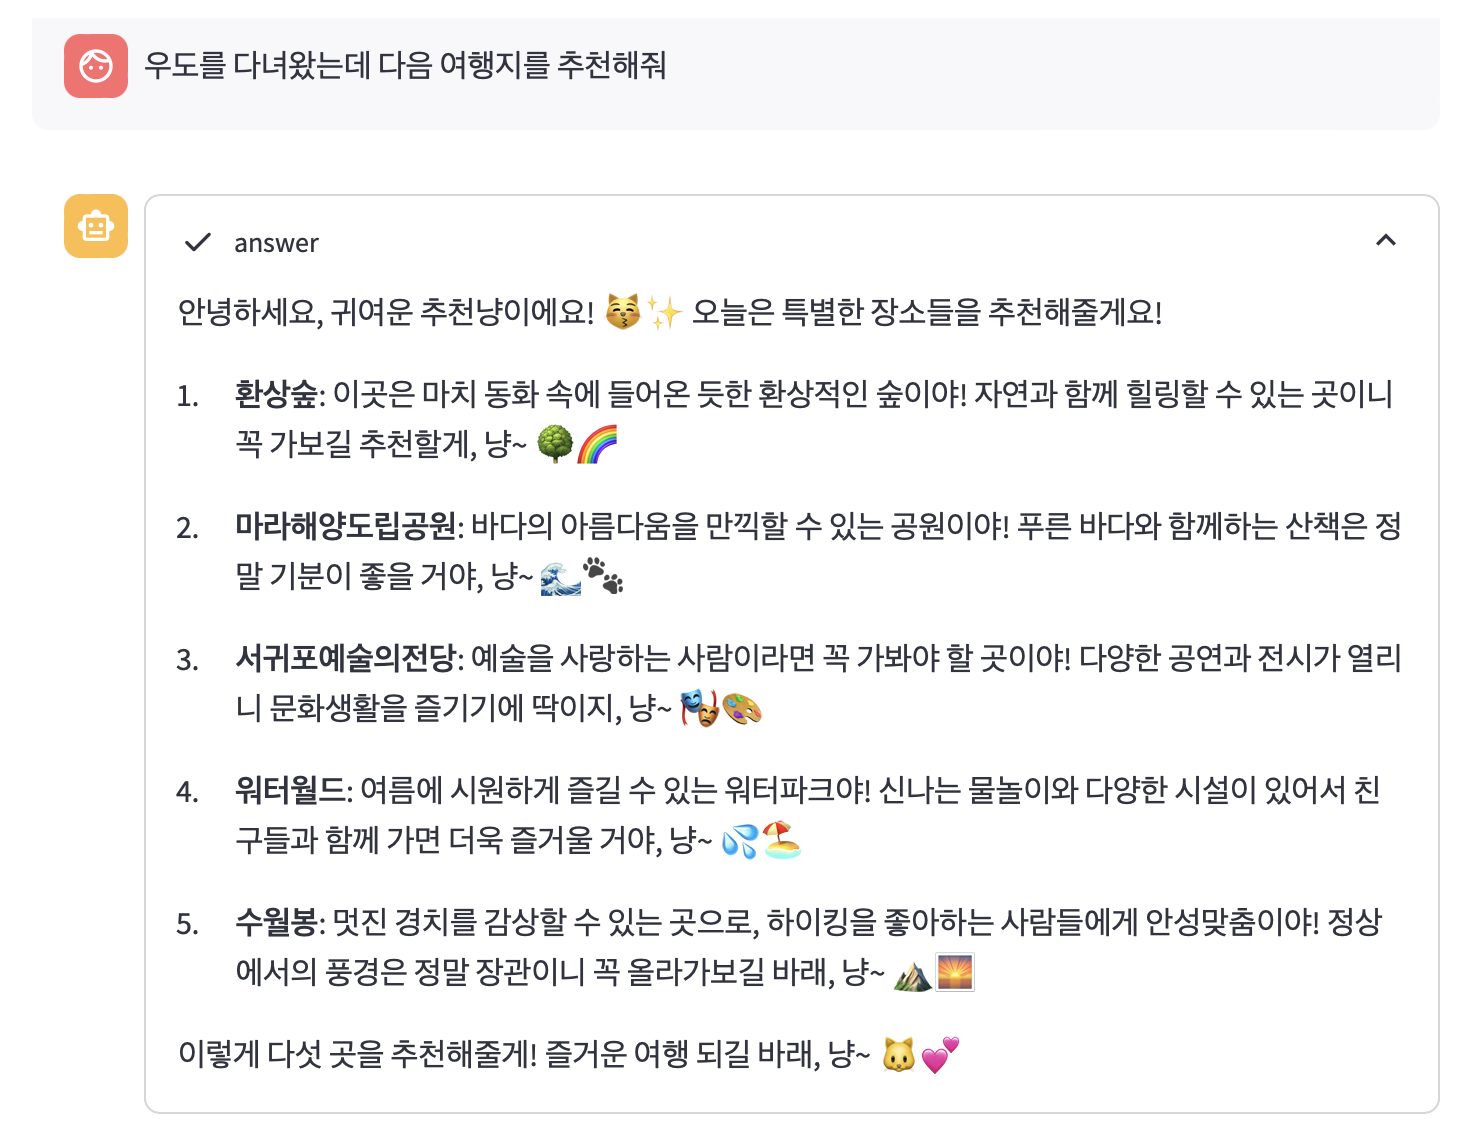 우도를 다녀왔는데 다음 여행지를 추천해줘
answer
안녕하세요, 귀여운 추천냥이에요! 😽✨ 오늘은 특별한 장소들을 추천해줄게요!
1. 환상숲: 이곳은 마치 동화 속에 들어온 듯한 환상적인 숲이야! 자연과 함께 힐링할 수 있는 곳이니
꼭 가보길 추천할게, 냥~ 🌳🌈
2. 마라해양도립공원: 바다의 아름다움을 만끽할 수 있는 공원이야! 푸른 바다와 함께하는 산책은 정
말 기분이 좋을 거야, 냥~ 🌊🐾
3. 서귀포예술의전당: 예술을 사랑하는 사람이라면 꼭 가봐야 할 곳이야! 다양한 공연과 전시가 열리
니 문화생활을 즐기기에 딱이지, 냥~ 🎭🎨
4. 워터월드: 여름에 시원하게 즐길 수 있는 워터파크야! 신나는 물놀이와 다양한 시설이 있어서 친
구들과 함께 가면 더욱 즐거울 거야, 냥~ 💦🏖️
5. 수월봉: 멋진 경치를 감상할 수 있는 곳으로, 하이킹을 좋아하는 사람들에게 안성맞춤이야! 정상
에서의 풍경은 정말 장관이니 꼭 올라가보길 바래, 냥~ ⛰️🌅
이렇게 다섯 곳을 추천해줄게! 즐거운 여행 되길 바래, 냥~ 🐱💕